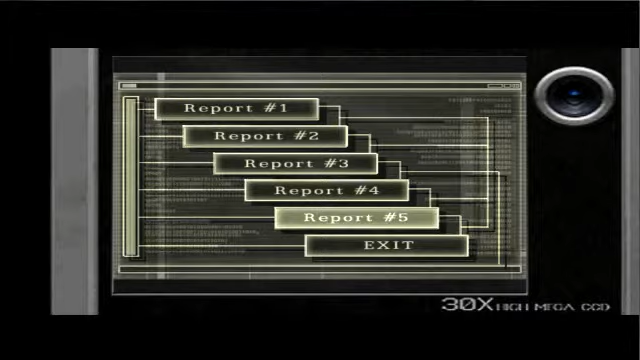 Report #1
Report #2
Report #3
Report #4
Report #5
EXIT
30X HIGH MEGA CCD